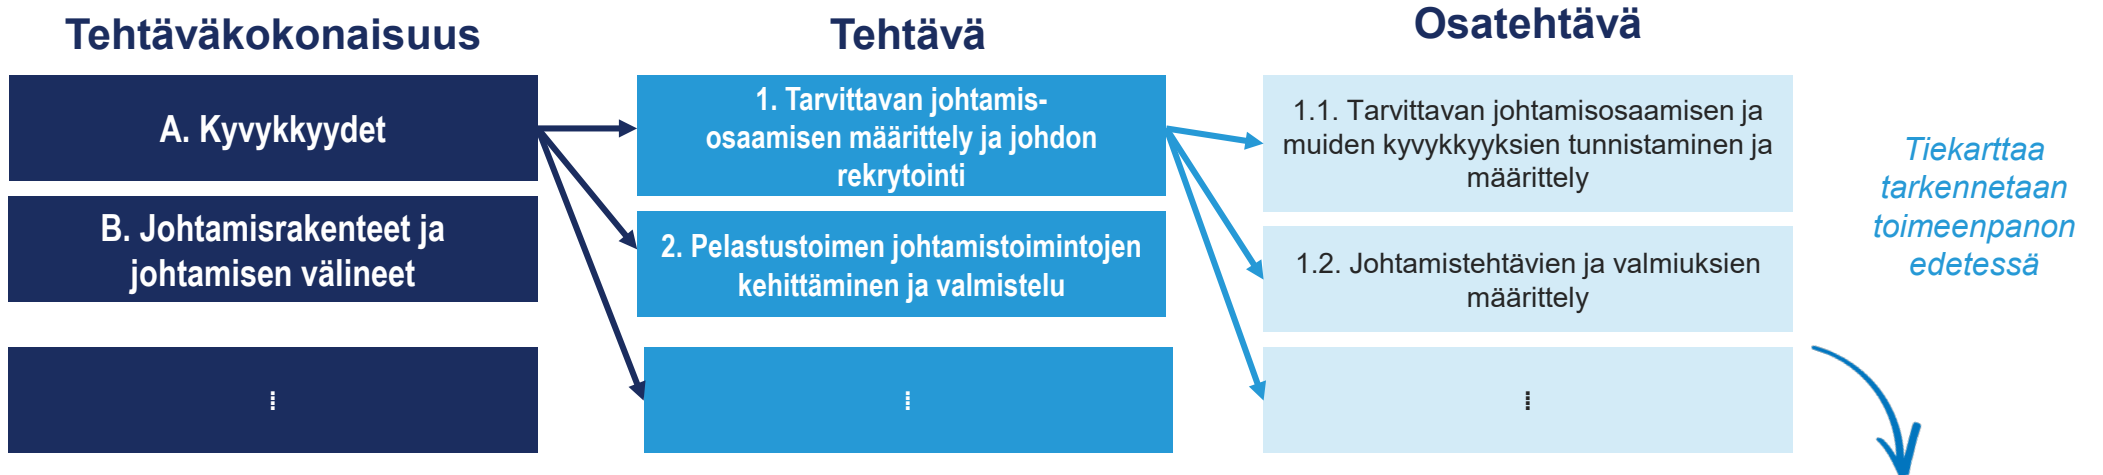 Tehtäväkokonaisuus
Tehtävä
Osatehtävä
A. Kyvykkyydet
B. Johtamisrakenteet ja
johtamisen välineet
⁞
1. Tarvittavan johtamis-
osaamisen määrittely ja johdon
rekrytointi
2. Pelastustoimen johtamistoimintojen
kehittäminen ja valmistelu
⁞
1.1. Tarvittavan johtamisosaamisen ja
muiden kyvykkyyksien tunnistaminen ja
määrittely
1.2. Johtamistehtävien ja valmiuksien
määrittely
⁞
Tiekarttaa
tarkennetaan
toimeenpanon
edetessä